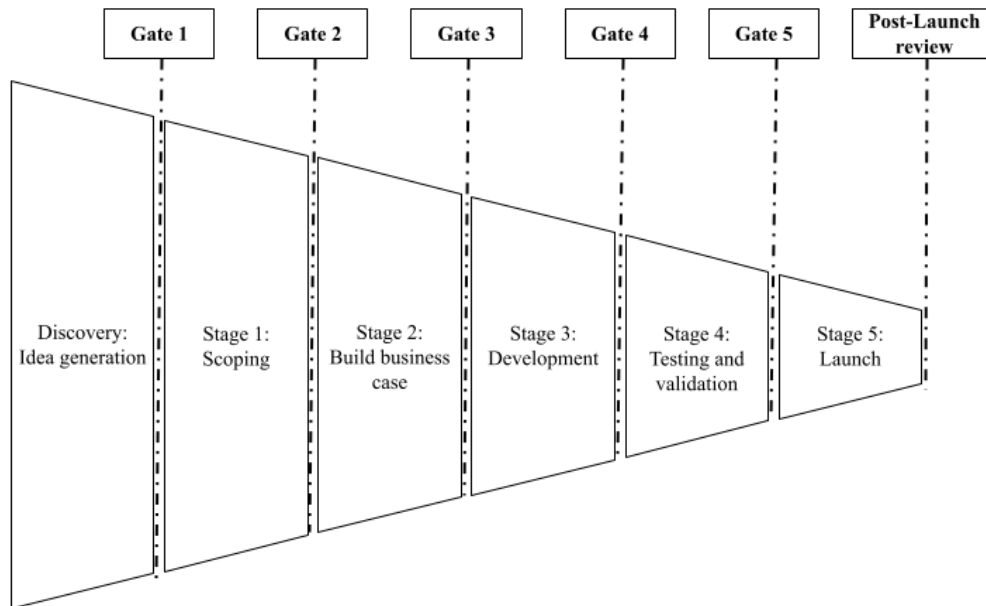 Gate 1
Gate 2
Gate 3
Gate 4
Gate 5
Post-Launch
review
Discovery:
Idea generation
Stage 1:
Scoping
Stage 2:
Build business
case
Stage 3:
Development
Stage 4:
Testing and
validation
Stage 5:
Launch